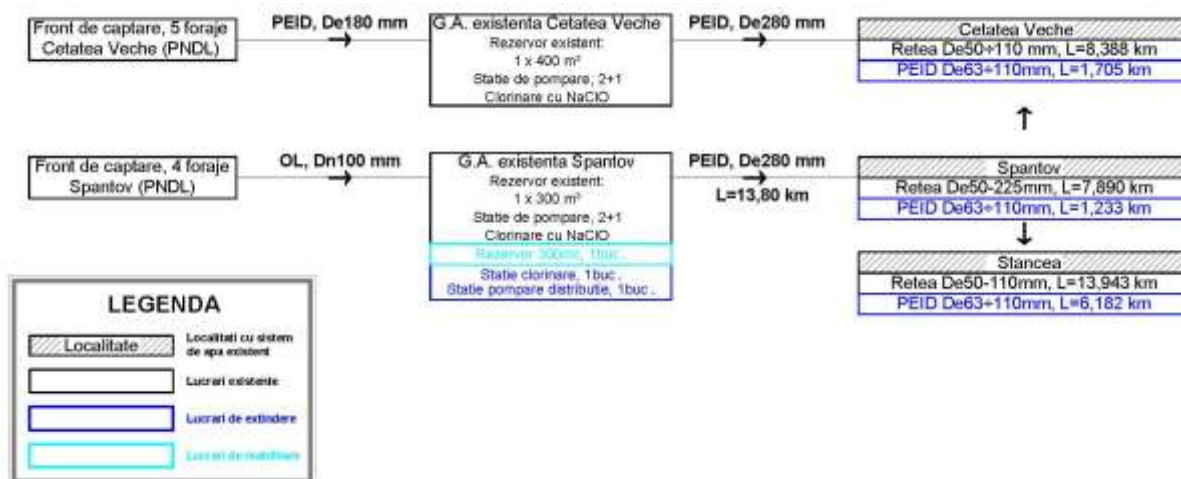 Front de captare, 5 foraje
Cetatea Veche (PNDL)
PEID, De180 mm
G.A. existenta Cetatea Veche
Rezervor existent:
1 x 400 m³
Statie de pompare, 2+1
Clorinare cu NaClO
PEID, De280 mm
Cetatea Veche
Retea De50÷110 mm, L=8,388 km
PEID De63÷110mm, L=1,705 km
Front de captare, 4 foraje
Spantov (PNDL)
OL, Dn100 mm
G.A. existenta Spantov
Rezervor existent:
1 x 300 m³
Statie de pompare, 2+1
Clorinare cu NaClO
Rezervor 300mc, 1buc.
Statie clorinare, 1buc.
Statie pompare distributie, 1buc.
PEID, De280 mm
L=13,80 km
Spantov
Retea De50-225mm, L=7,890 km
PEID De63÷110mm, L=1,233 km
Stancea
Retea De50-110mm, L=13,943 km
PEID De63÷110mm, L=6,182 km
LEGENDA
Localitate
Localitati cu sistem
de apa existent
Lucrari existente
Lucrari de extindere
Lucrari de reabilitare